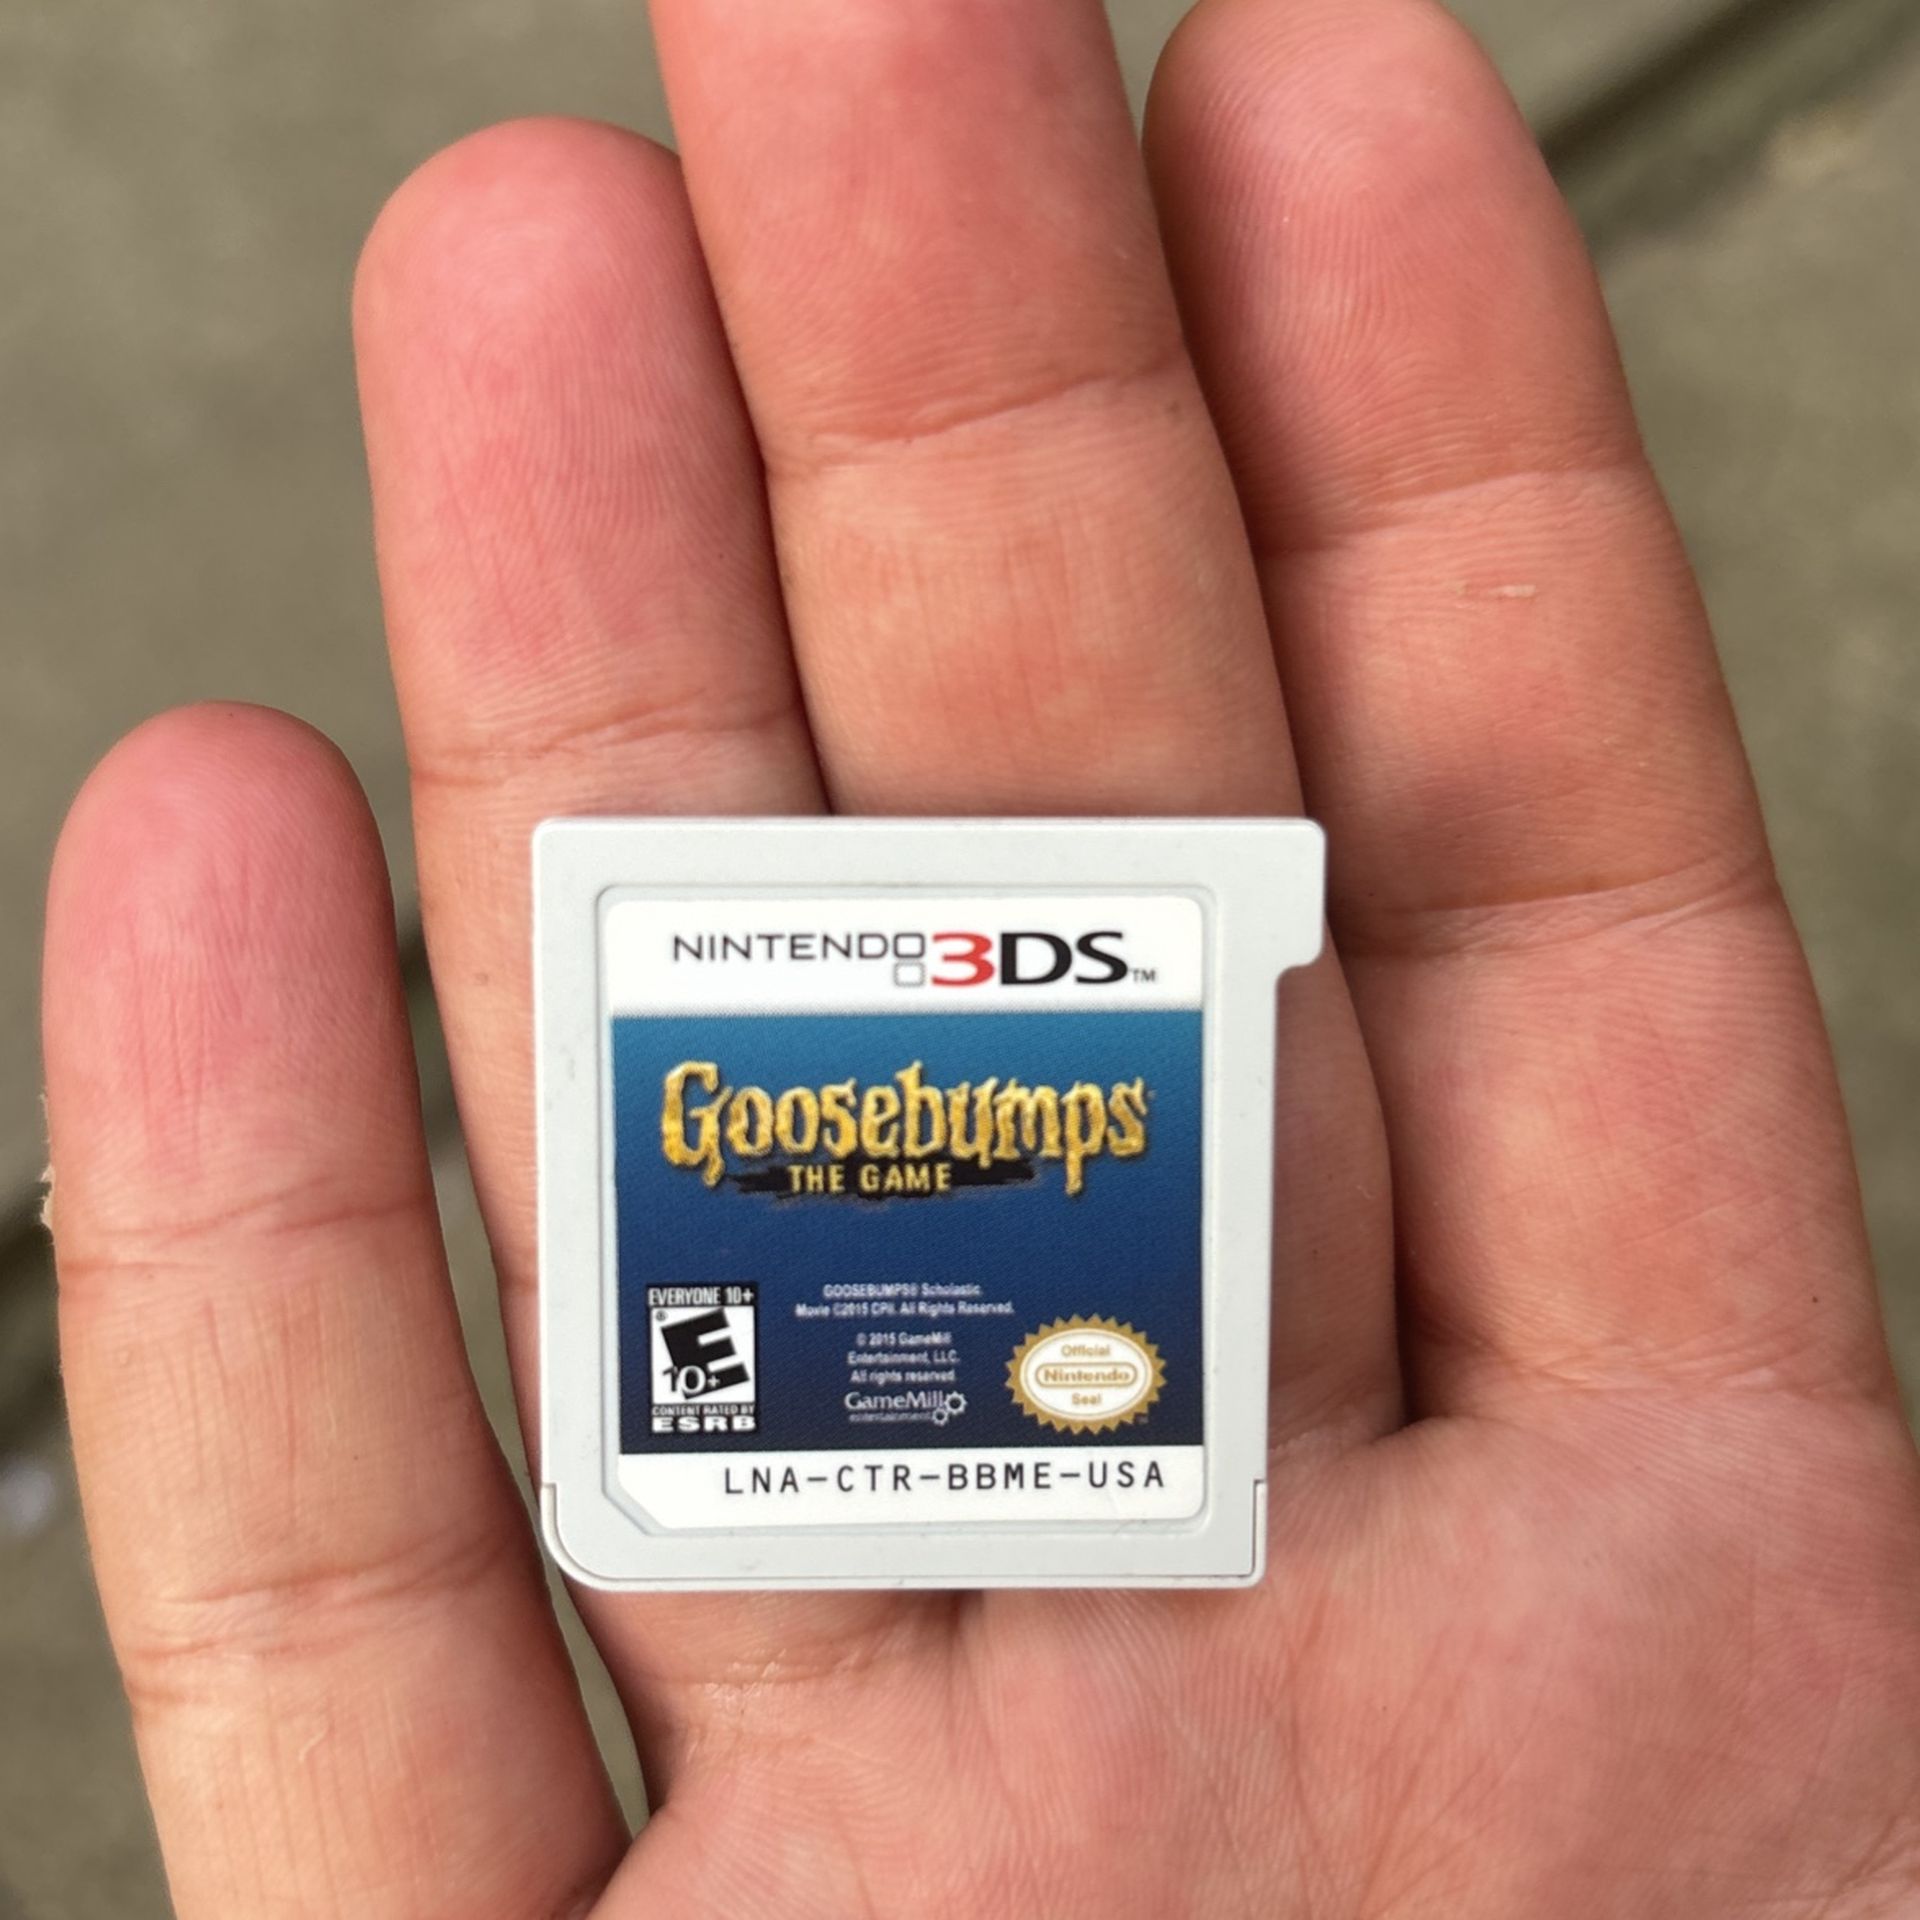 NINTENDO 3DS™
Goosebumps
THE GAME
EVERYONE 10+
E
10+
CONTENT RATED BY
ESRB
GOOSEBUMPS® Scholastic.
Movie ©2015 CPII. All Rights Reserved.
© 2015 GameMill
Entertainment, LLC.
All rights reserved.
GameMill
entertainment
Official
Nintendo
Seal
LNA-CTR-BBME-USA